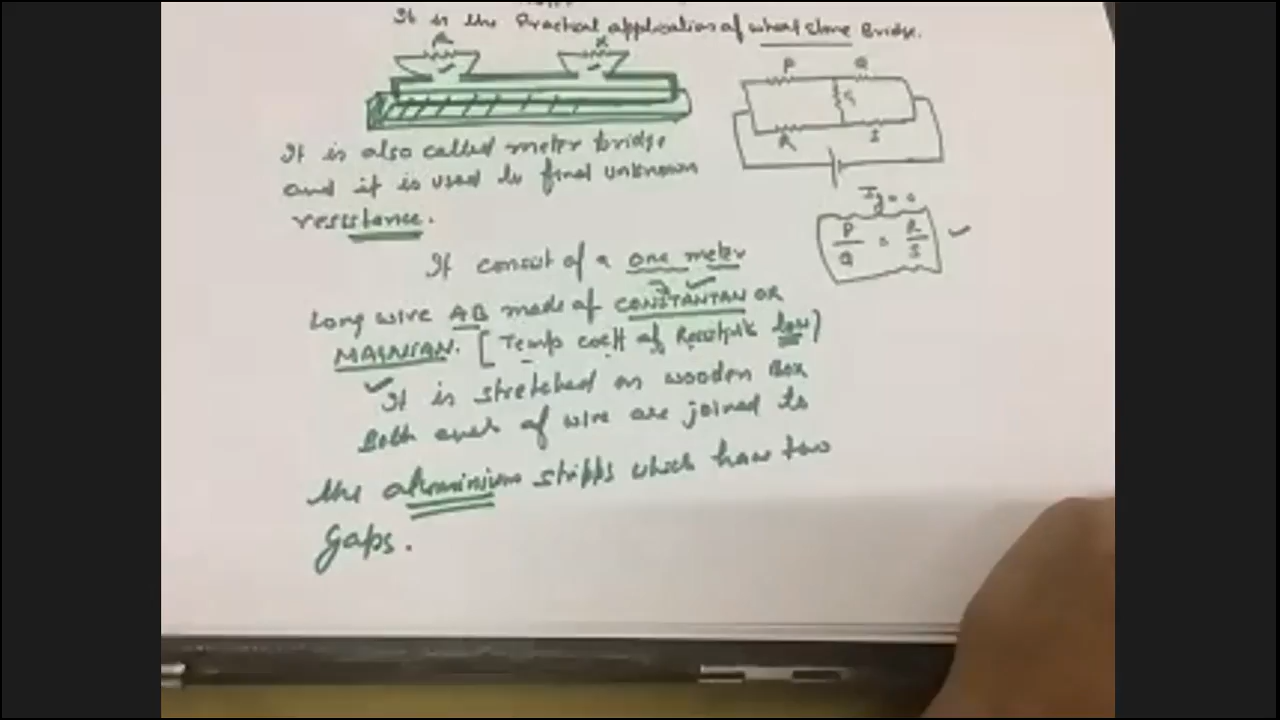 It is the Practical application of wheat stone Bridge.
R X
P Q
G
R S
It is also called meter bridge
and it is used to find unknown
resistance.
Ig = 0
P/Q = R/S
It consist of a one meter
Long wire AB made of CONSTANTAN OR
[Temp coeff of low)
It is stretched on wooden Box
Both ends of wire are joined to
the aluminium stripps which have two
Gaps.